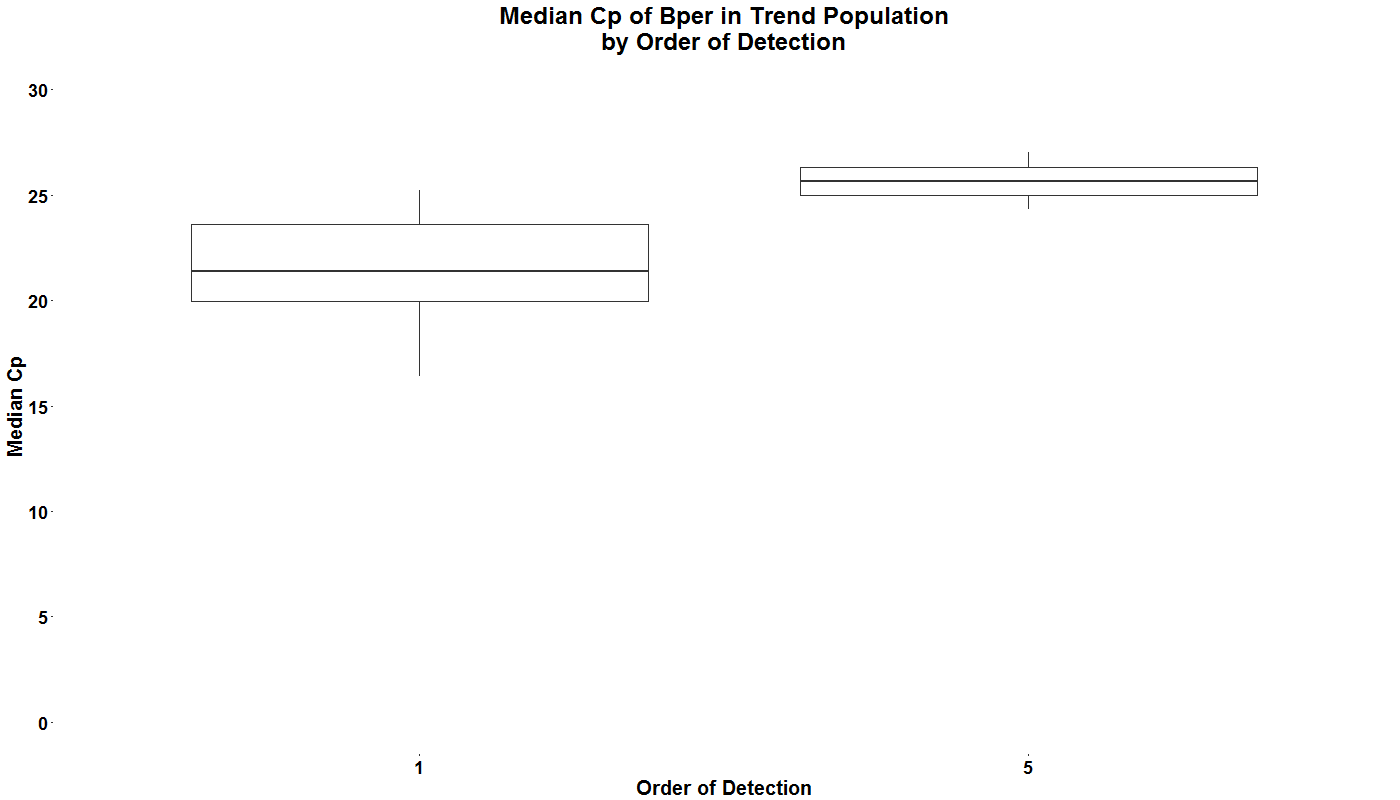 Median Cp of Bper in Trend Population
by Order of Detection
30
25
20
15
10
5
0
Median Cp
1
5
Order of Detection